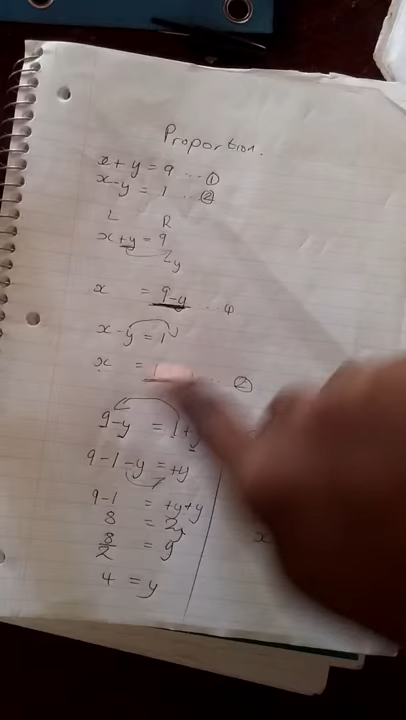 Proportion.
x + y = 9 ... ①
x - y = 1 ... ②
L R
x + y = 9
x = 9 - y
x - y = 1
x = ... ②
9 - y = 1 + y
9 - 1 - y = + y
9 - 1 = + y + y
8 = 2y
8/2 = y
4 = y
x